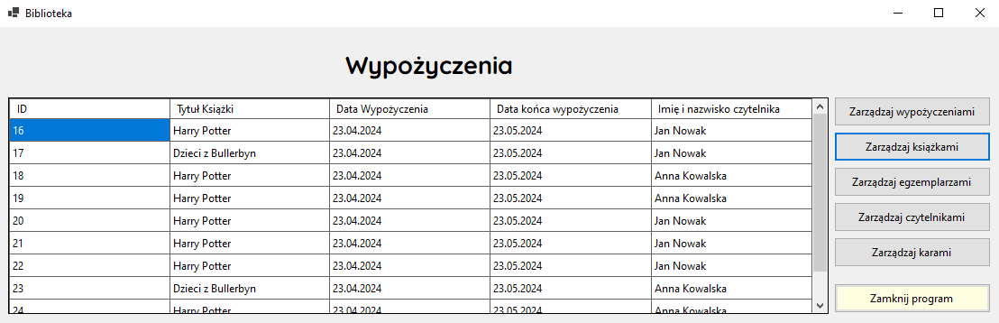 Biblioteka
Wypożyczenia
ID Tytuł Książki Data Wypożyczenia Data końca wypożyczenia Imię i nazwisko czytelnika
16 Harry Potter 23.04.2024 23.05.2024 Jan Nowak
17 Dzieci z Bullerbyn 23.04.2024 23.05.2024 Jan Nowak
18 Harry Potter 23.04.2024 23.05.2024 Anna Kowalska
19 Harry Potter 23.04.2024 23.05.2024 Anna Kowalska
20 Harry Potter 23.04.2024 23.05.2024 Jan Nowak
21 Harry Potter 23.04.2024 23.05.2024 Jan Nowak
22 Harry Potter 23.04.2024 23.05.2024 Jan Nowak
23 Dzieci z Bullerbyn 23.04.2024 23.05.2024 Anna Kowalska
24 Harry Potter 23.04.2024 23.05.2024 Anna Kowalska
Zarządzaj wypożyczeniami
Zarządzaj książkami
Zarządzaj egzemplarzami
Zarządzaj czytelnikami
Zarządzaj karami
Zamknij program